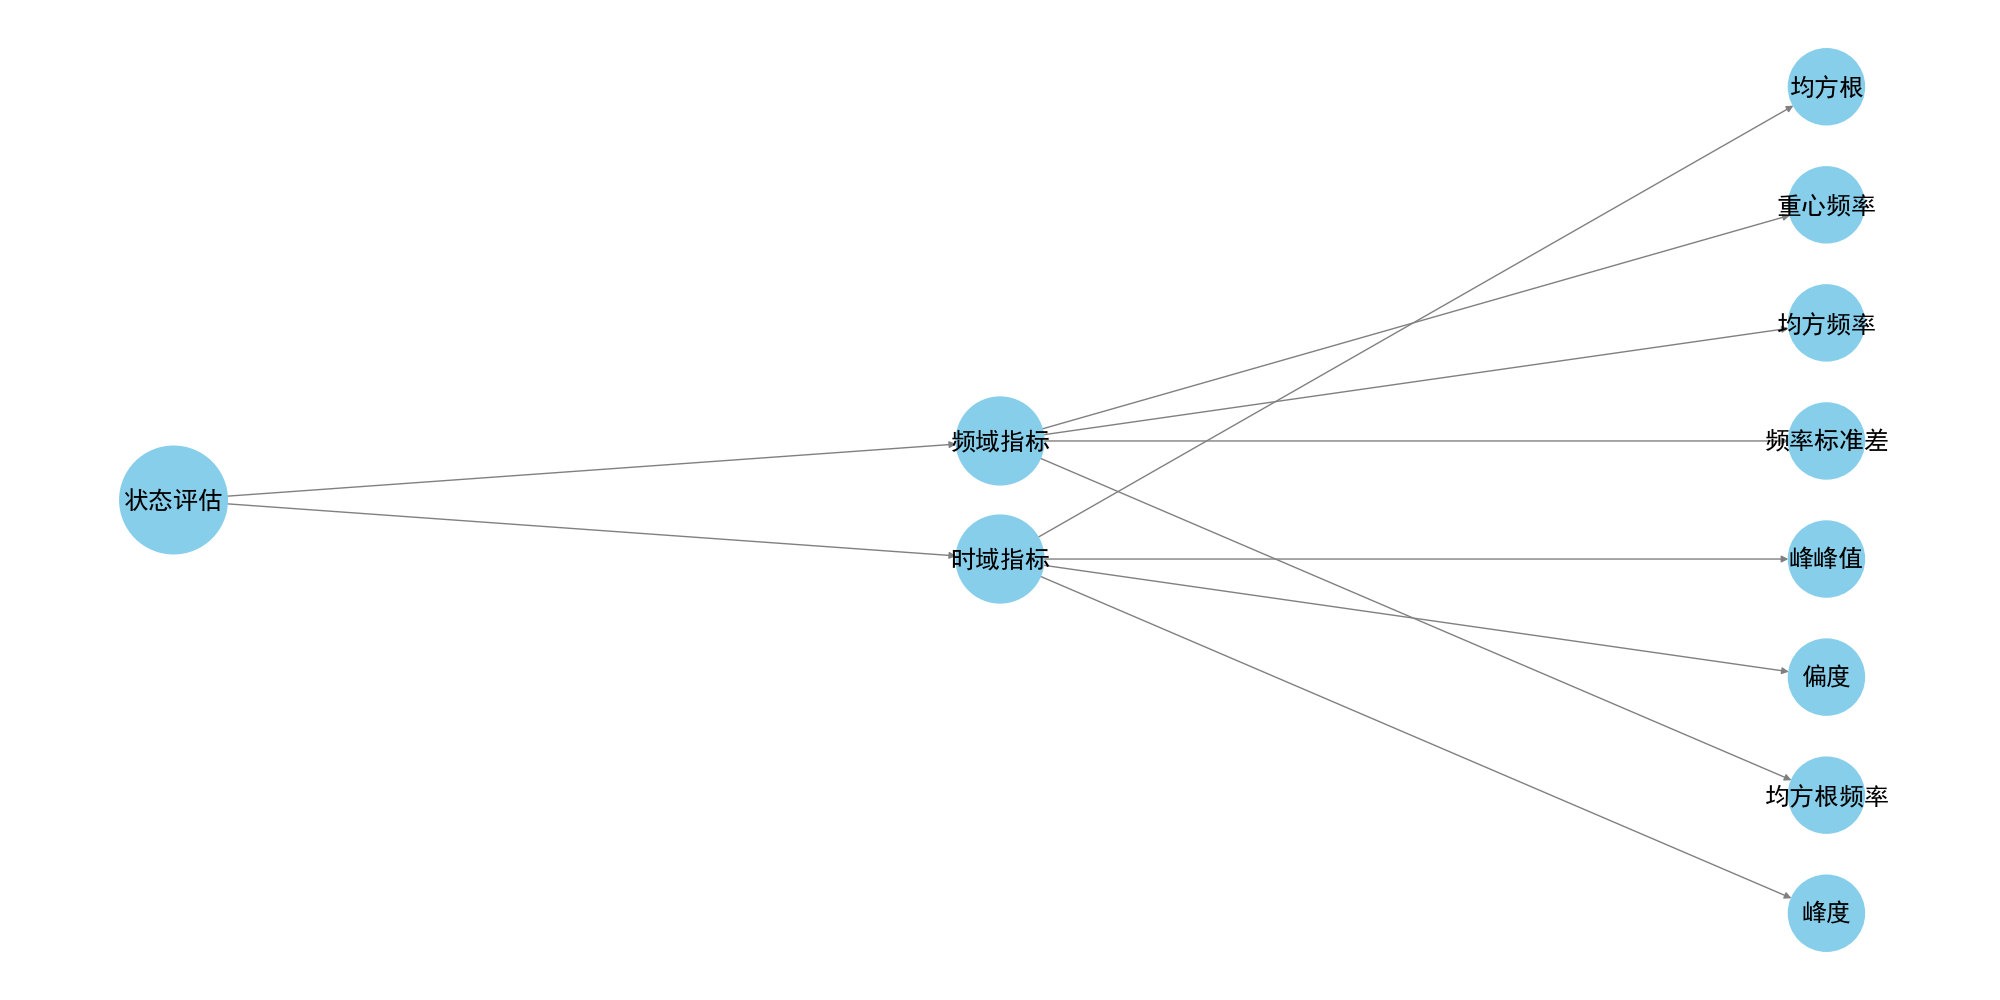 状态评估
频域指标
时域指标
均方根
重心频率
均方频率
频率标准差
峰峰值
偏度
均方根频率
峰度